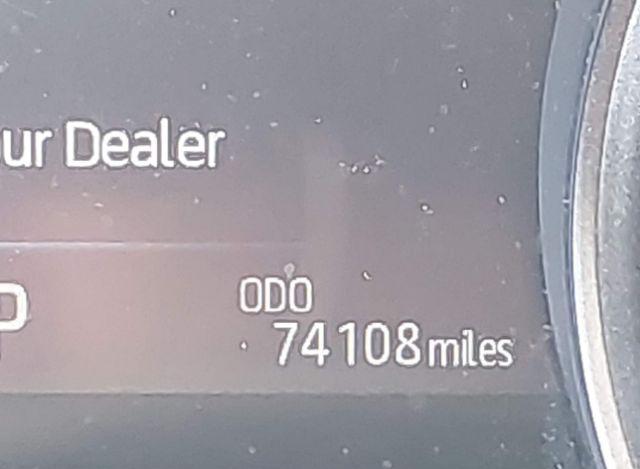 ur Dealer
P
ODO
74108 miles